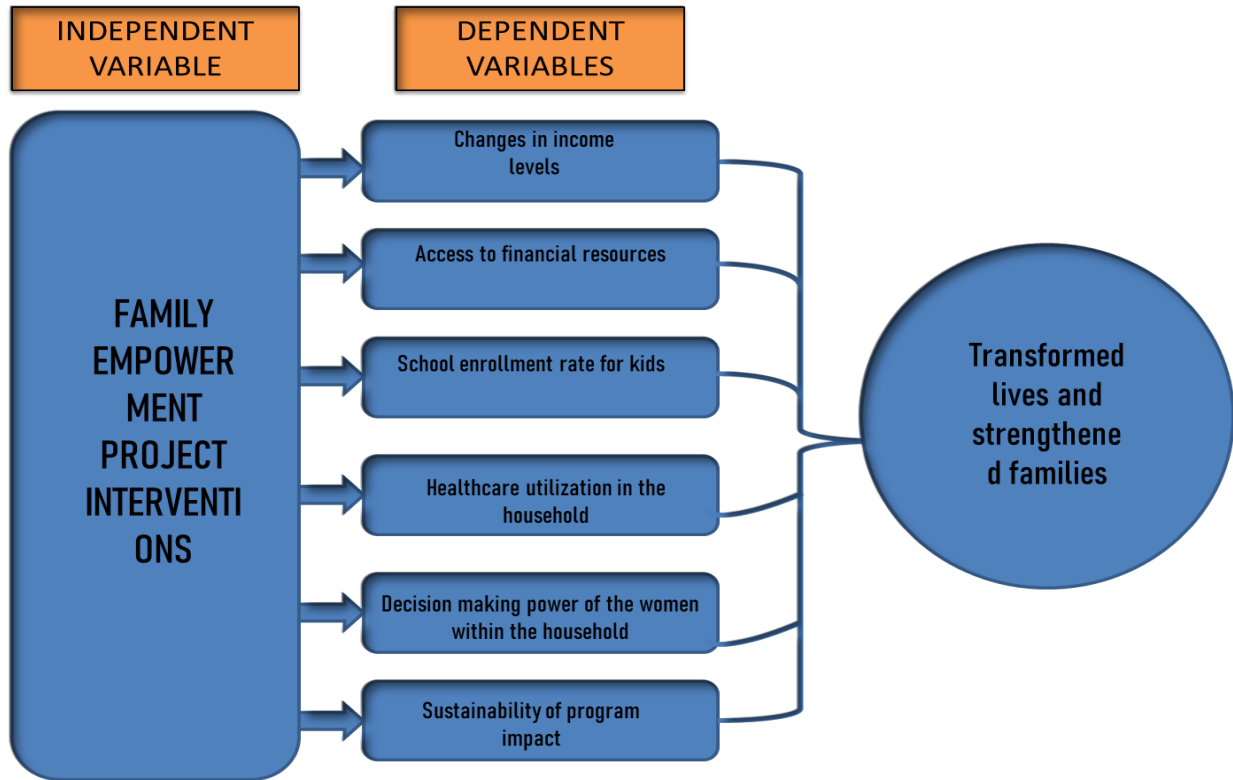 INDEPENDENT
VARIABLE
DEPENDENT
VARIABLES
FAMILY
EMPOWER
MENT
PROJECT
INTERVENTI
ONS
Changes in income
levels
Access to financial resources
School enrollment rate for kids
Healthcare utilization in the
household
Decision making power of the women
within the household
Sustainability of program
impact
Transformed
lives and
strengthene
d families